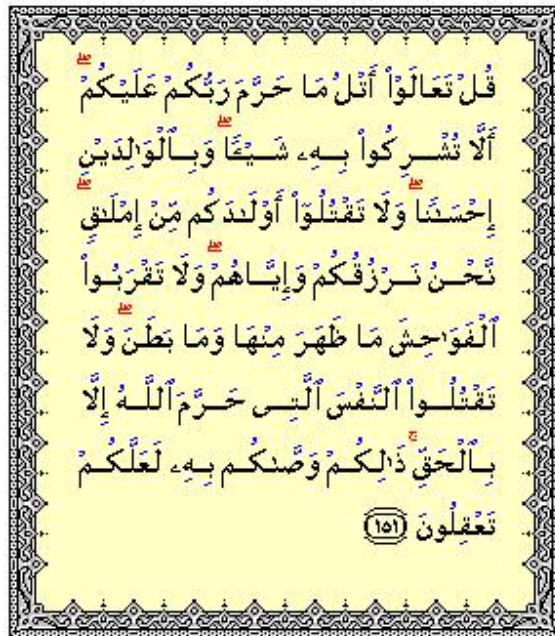 قُلْ تَعَالَوْا۟ أَتْلُ مَا حَرَّمَ رَبُّكُمْ عَلَيْكُمْ ۖ
أَلَّا تُشْرِكُوا۟ بِهِۦ شَيْـًٔا ۖ وَبِٱلْوَٰلِدَيْنِ
إِحْسَـٰنًا ۖ وَلَا تَقْتُلُوٓا۟ أَوْلَـٰدَكُم مِّنْ إِمْلَـٰقٍ ۖ
نَّحْنُ نَرْزُقُكُمْ وَإِيَّاهُمْ ۖ وَلَا تَقْرَبُوا۟
ٱلْفَوَٰحِشَ مَا ظَهَرَ مِنْهَا وَمَا بَطَنَ ۖ وَلَا
تَقْتُلُوا۟ ٱلنَّفْسَ ٱلَّتِى حَرَّمَ ٱللَّهُ إِلَّا
بِٱلْحَقِّ ۚ ذَٰلِكُمْ وَصَّىٰكُم بِهِۦ لَعَلَّكُمْ
تَعْقِلُونَ ١٥١